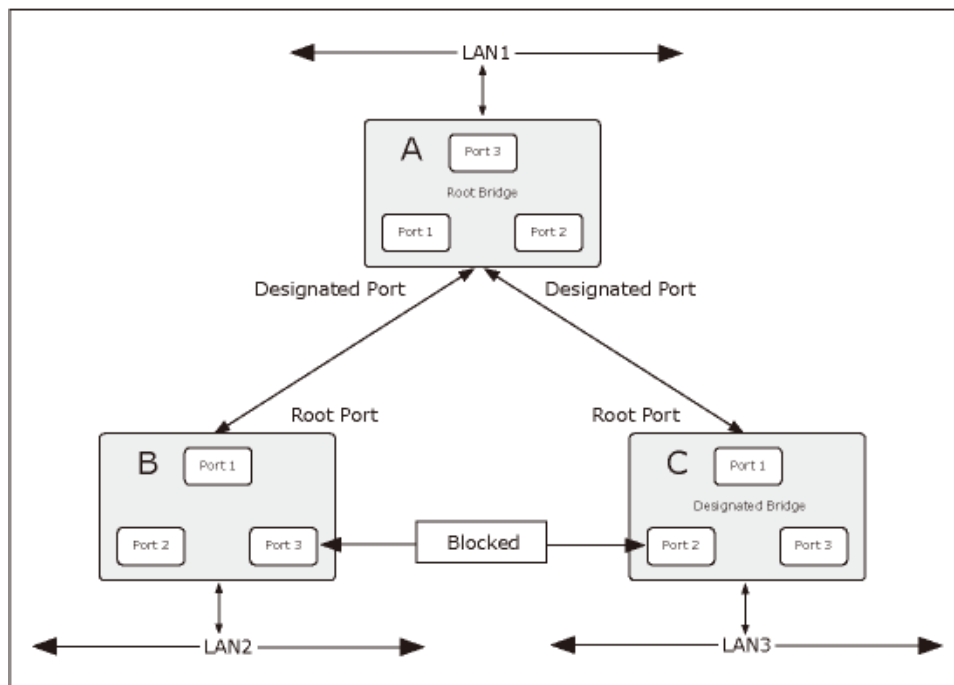 LAN1
A
Port 3
Root Bridge
Port 1
Port 2
Designated Port
Designated Port
Root Port
Root Port
B
Port 1
C
Port 1
Designated Bridge
Port 2
Port 3
Blocked
Port 2
Port 3
LAN2
LAN3